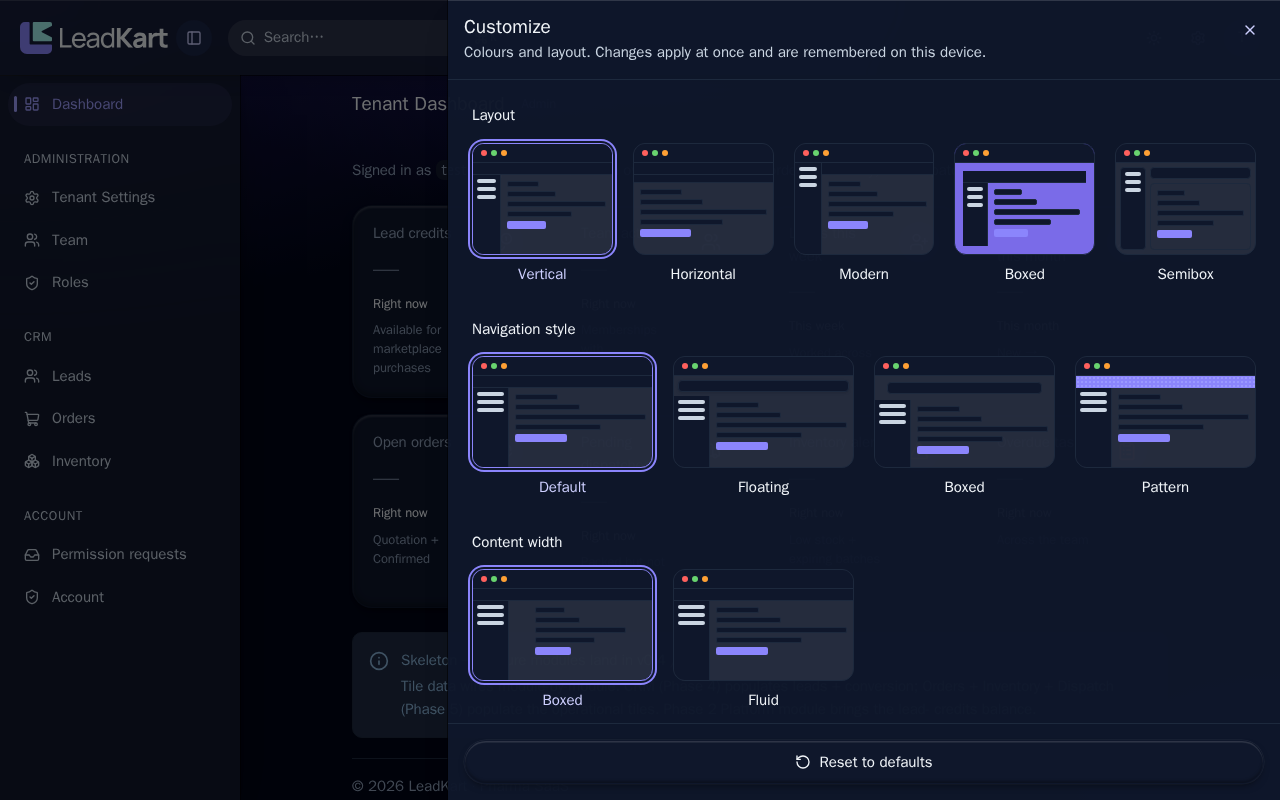 LeadKart
Search···
Dashboard
ADMINISTRATION
Tenant Settings
Team
Roles
CRM
Leads
Orders
Inventory
ACCOUNT
Permission requests
Account
Tenant Das
Signed in as
Lead credits
—
Right now
Available for
marketplace
purchases
Open orders
—
Right now
Quotation +
Confirmed
Tile dat
(Phase
© 2026 LeadK
Customize
Colours and layout. Changes apply at once and are remembered on this device.
Layout
Vertical
Horizontal
Modern
Boxed
Semibox
Navigation style
Default
Floating
Boxed
Pattern
Content width
Boxed
Fluid
Reset to defaults